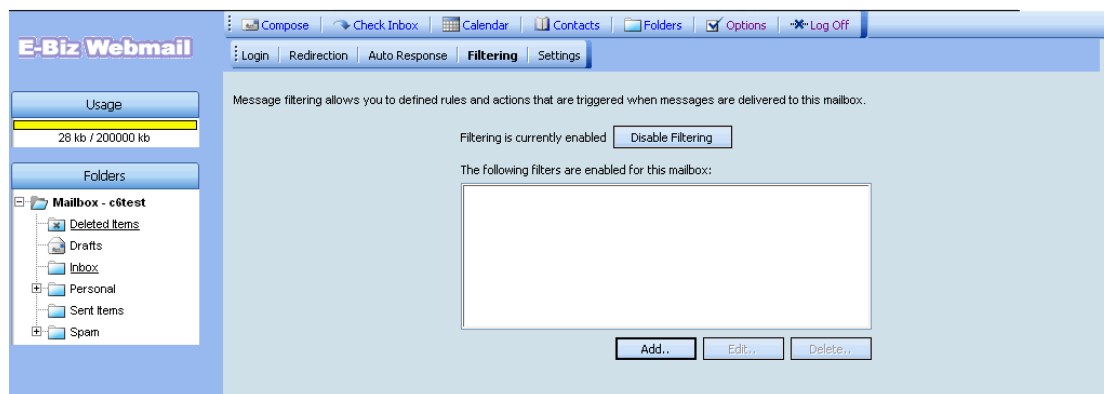 Compose Check Inbox Calendar Contacts Folders Options Log Off
E-Biz Webmail
Login Redirection Auto Response Filtering Settings
Usage
28 kb / 200000 kb
Folders
Mailbox - c6test
Deleted Items
Drafts
Inbox
Personal
Sent Items
Spam
Message filtering allows you to defined rules and actions that are triggered when messages are delivered to this mailbox.
Filtering is currently enabled Disable Filtering
The following filters are enabled for this mailbox:
Add.. Edit.. Delete..